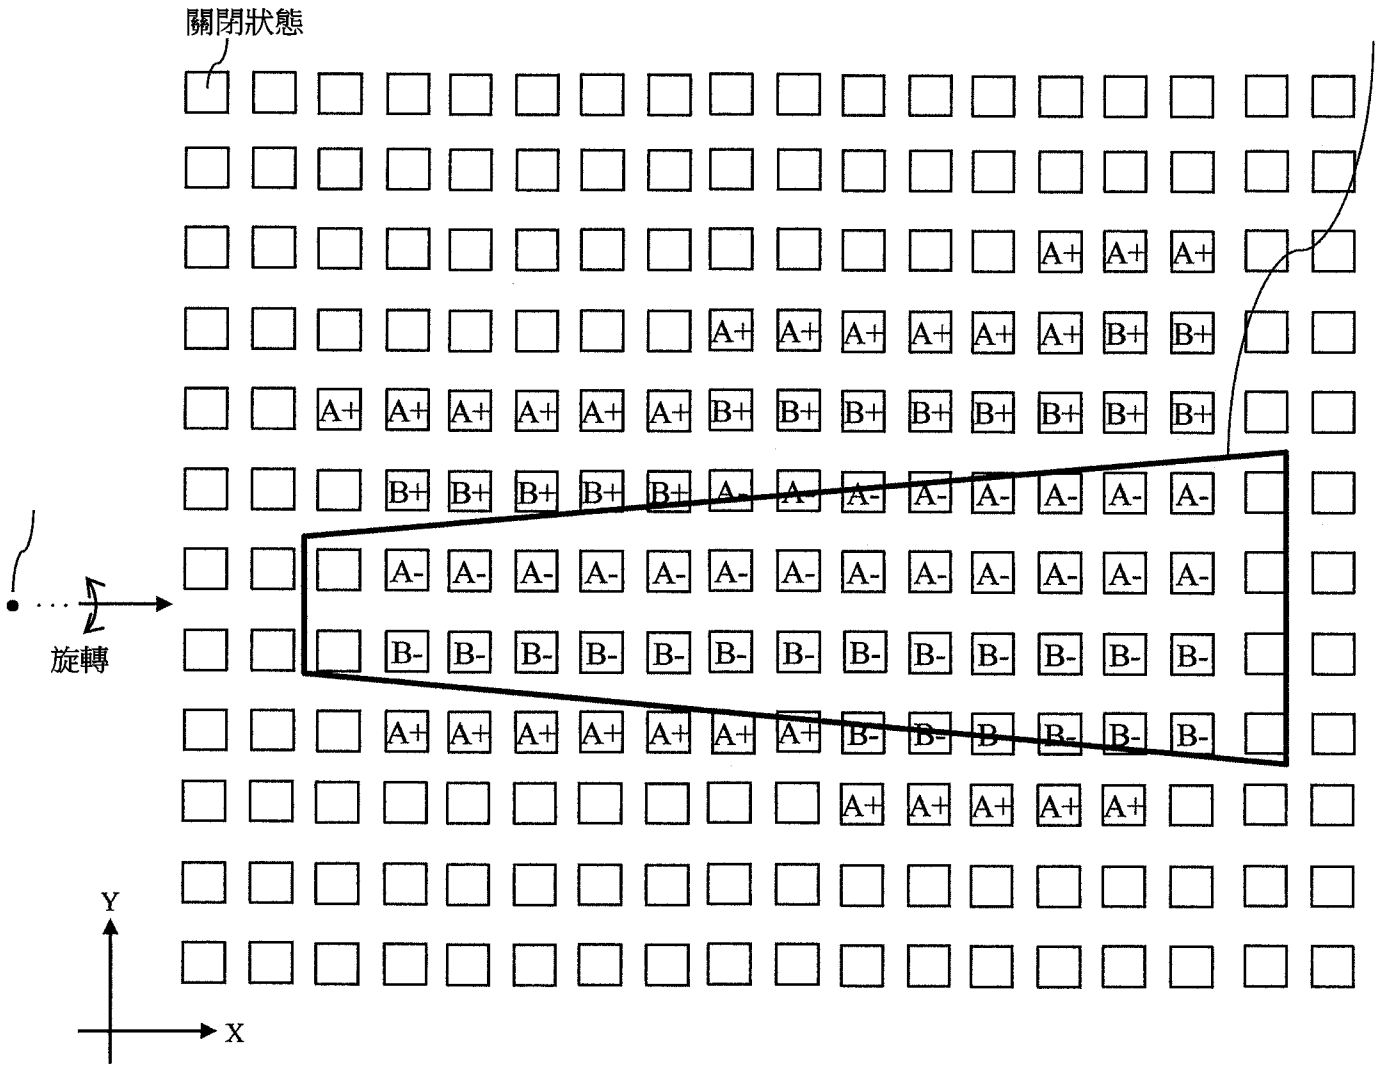 關閉狀態
A+ A+ A+
A+ A+ A+ A+ A+ A+ B+ B+
A+ A+ A+ A+ A+ A+ B+ B+ B+ B+ B+ B+ B+ B+
B+ B+ B+ B+ B+ A- A- A- A- A- A- A- A-
A- A- A- A- A- A- A- A- A- A- A- A- A-
旋轉
B- B- B- B- B- B- B- B- B- B- B- B- B-
A+ A+ A+ A+ A+ A+ A+ B- B- B- B- B- B-
A+ A+ A+ A+ A+
Y
X